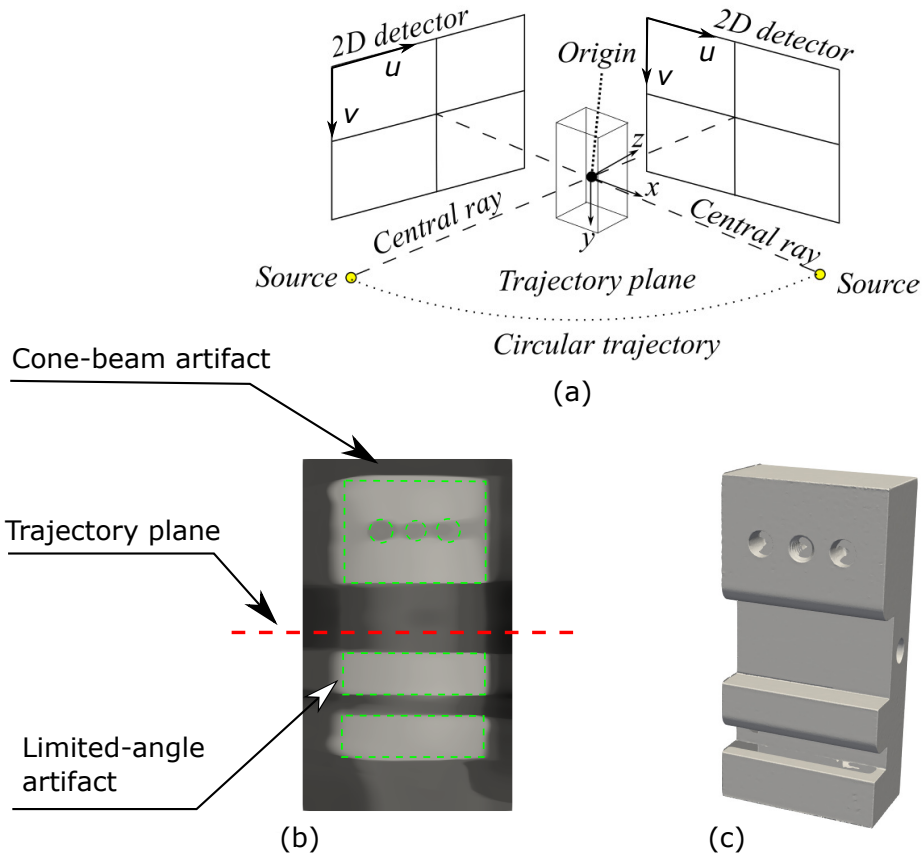 2D detector
u
v
Origin
2D detector
u
v
z
x
y
Central ray
Central ray
Source
Trajectory plane
Source
Circular trajectory
(a)
Cone-beam artifact
Trajectory plane
Limited-angle
artifact
(b)
(c)